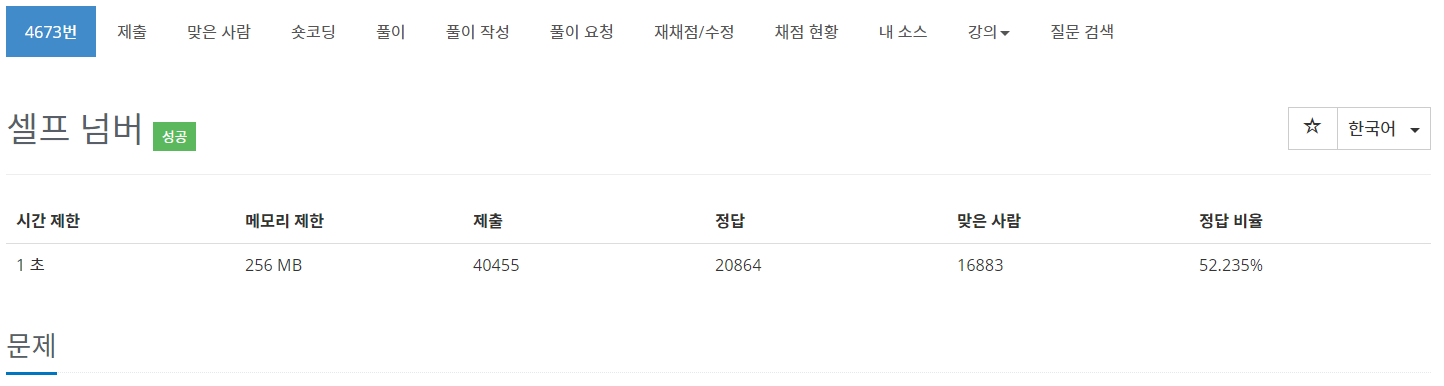 4673번 제출 맞은 사람 숏코딩 풀이 풀이 작성 풀이 요청 재채점/수정 채점 현황 내 소스 강의 질문 검색
셀프 넘버 성공 한국어
시간 제한 메모리 제한 제출 정답 맞은 사람 정답 비율
1 초 256 MB 40455 20864 16883 52.235%
문제